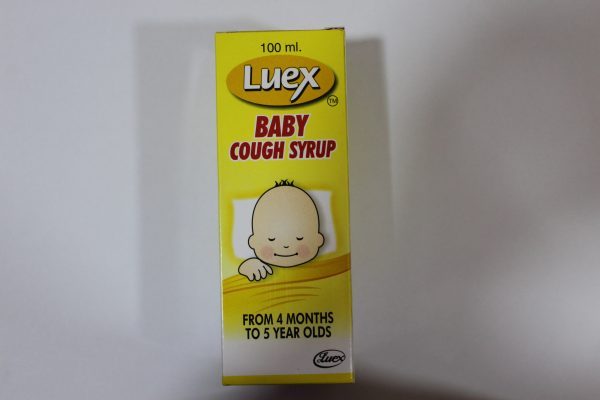 100 ml.
Luex
TM
BABY
COUGH SYRUP
FROM 4 MONTHS
TO 5 YEAR OLDS
Luex